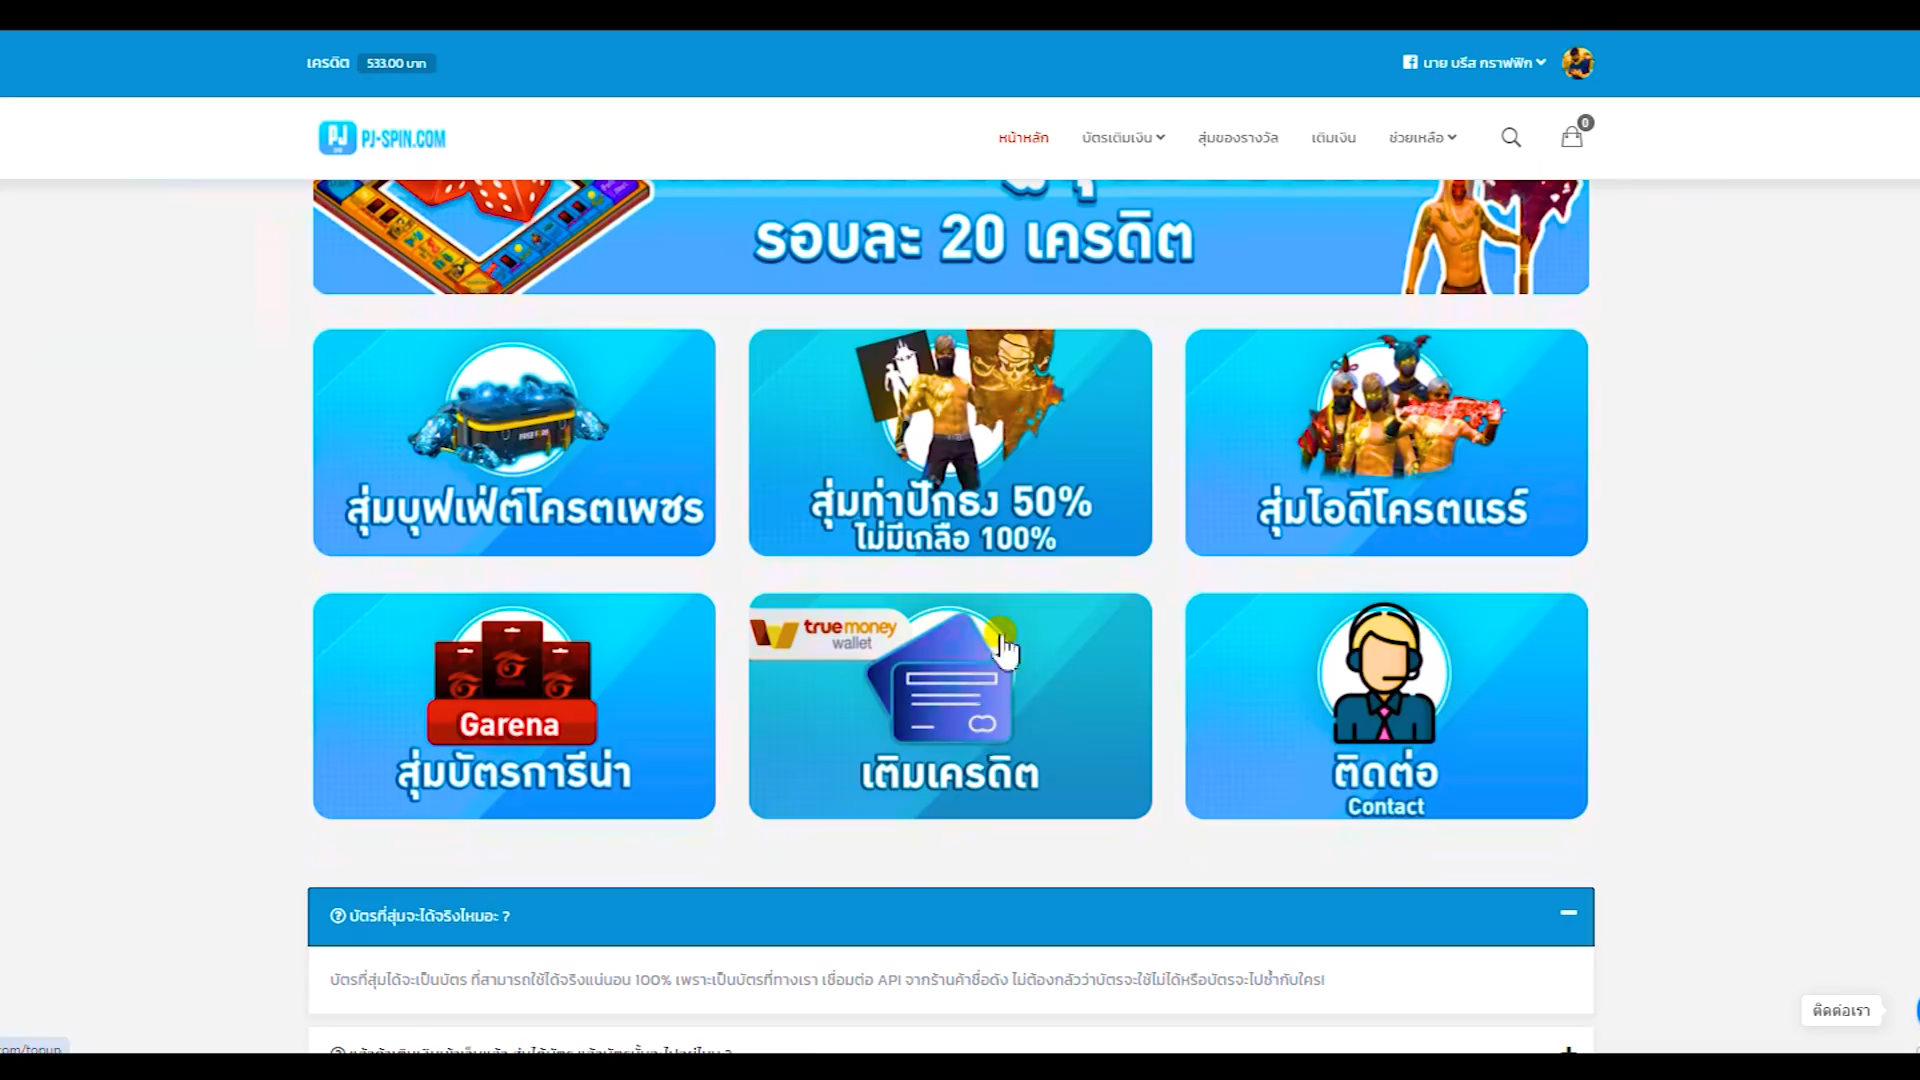 เครดิต 533.00 บาท
นาย บรีส กราฟฟิก
PJ PJ-SPIN.COM
หน้าหลัก บัตรเติมเงิน สุ่มของรางวัล เติมเงิน ช่วยเหลือ 0
รอบละ 20 เครดิต
FREE FIRE
สุ่มบุฟเฟ่ต์โครตเพชร
สุ่มท่าปักธง 50%
ไม่มีเกลือ 100%
สุ่มไอดีโครตแรร์
Garena
สุ่มบัตรการีน่า
truemoney
wallet
เติมเครดิต
ติดต่อ
Contact
บัตรที่สุ่มจะได้จริงไหมอะ ?
บัตรที่สุ่มได้จะเป็นบัตร ที่สามารถใช้ได้จริงแน่นอน 100% เพราะเป็นบัตรที่ทางเรา เชื่อมต่อ API จากร้านค้าชื่อดัง ไม่ต้องกลัวว่าบัตรจะใช้ไม่ได้หรือบัตรจะไปซ้ำกับใคร!
ติดต่อเรา
com/topup